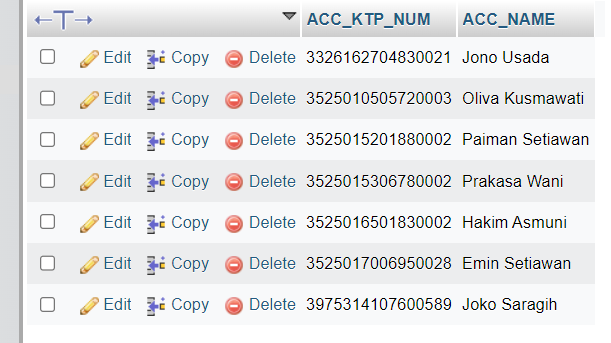 ACC_KTP_NUM ACC_NAME
Edit Copy Delete 3326162704830021 Jono Usada
Edit Copy Delete 3525010505720003 Oliva Kusmawati
Edit Copy Delete 3525015201880002 Paiman Setiawan
Edit Copy Delete 3525015306780002 Prakasa Wani
Edit Copy Delete 3525016501830002 Hakim Asmuni
Edit Copy Delete 3525017006950028 Emin Setiawan
Edit Copy Delete 3975314107600589 Joko Saragih